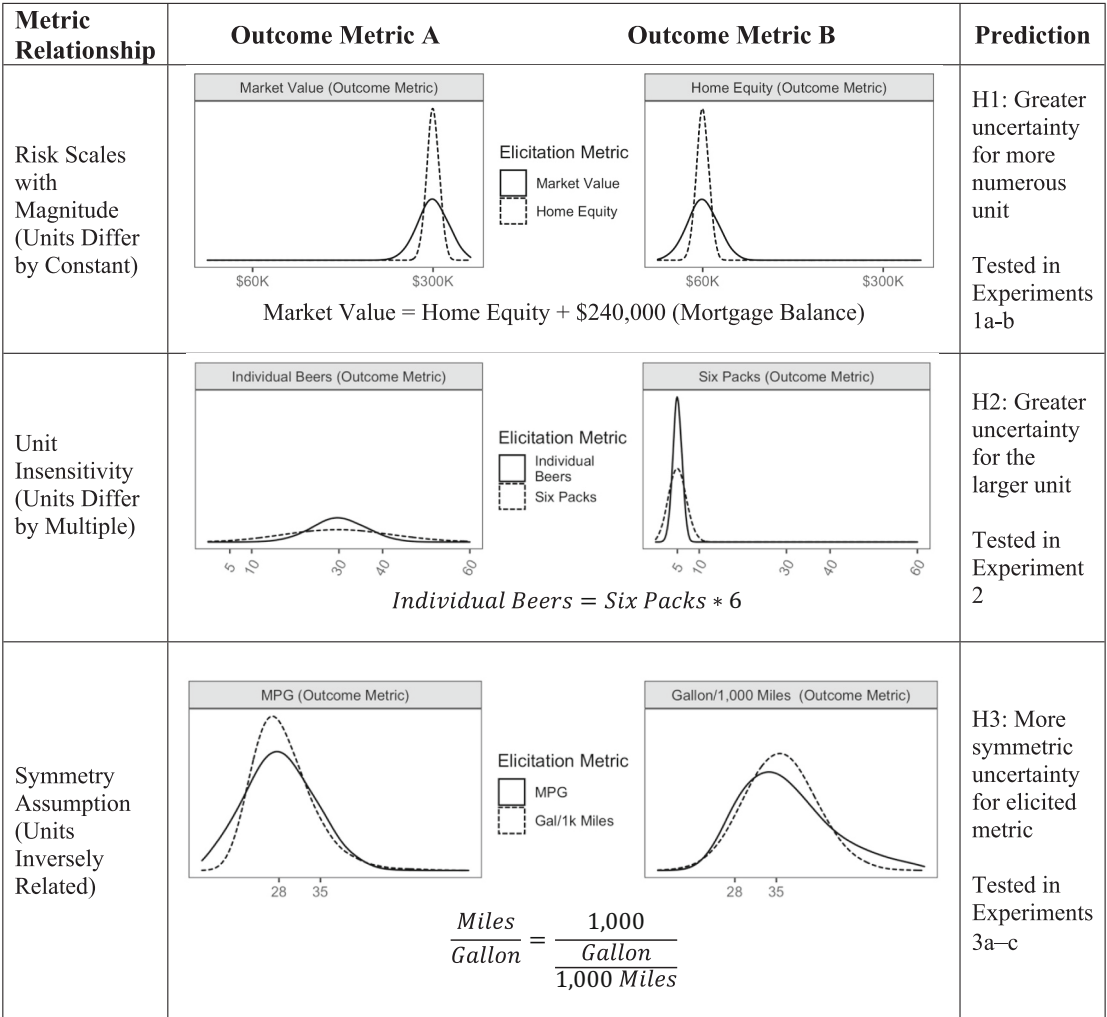 Metric
Relationship
Outcome Metric A
Outcome Metric B
Prediction
Risk Scales
with
Magnitude
(Units Differ
by Constant)
Market Value (Outcome Metric)
$60K
$300K
Elicitation Metric
Market Value
Home Equity
Home Equity (Outcome Metric)
$60K
$300K
Market Value = Home Equity + $240,000 (Mortgage Balance)
H1: Greater
uncertainty
for more
numerous
unit
Tested in
Experiments
1a-b
Unit
Insensitivity
(Units Differ
by Multiple)
Individual Beers (Outcome Metric)
5
10
30
40
60
Elicitation Metric
Individual
Beers
Six Packs
Six Packs (Outcome Metric)
5
10
30
40
60
Individual Beers = Six Packs * 6
H2: Greater
uncertainty
for the
larger unit
Tested in
Experiment
2
Symmetry
Assumption
(Units
Inversely
Related)
MPG (Outcome Metric)
28
35
Elicitation Metric
MPG
Gal/1k Miles
Gallon/1,000 Miles (Outcome Metric)
28
35
Miles
Gallon
=
1,000
Gallon
1,000 Miles
H3: More
symmetric
uncertainty
for elicited
metric
Tested in
Experiments
3a–c